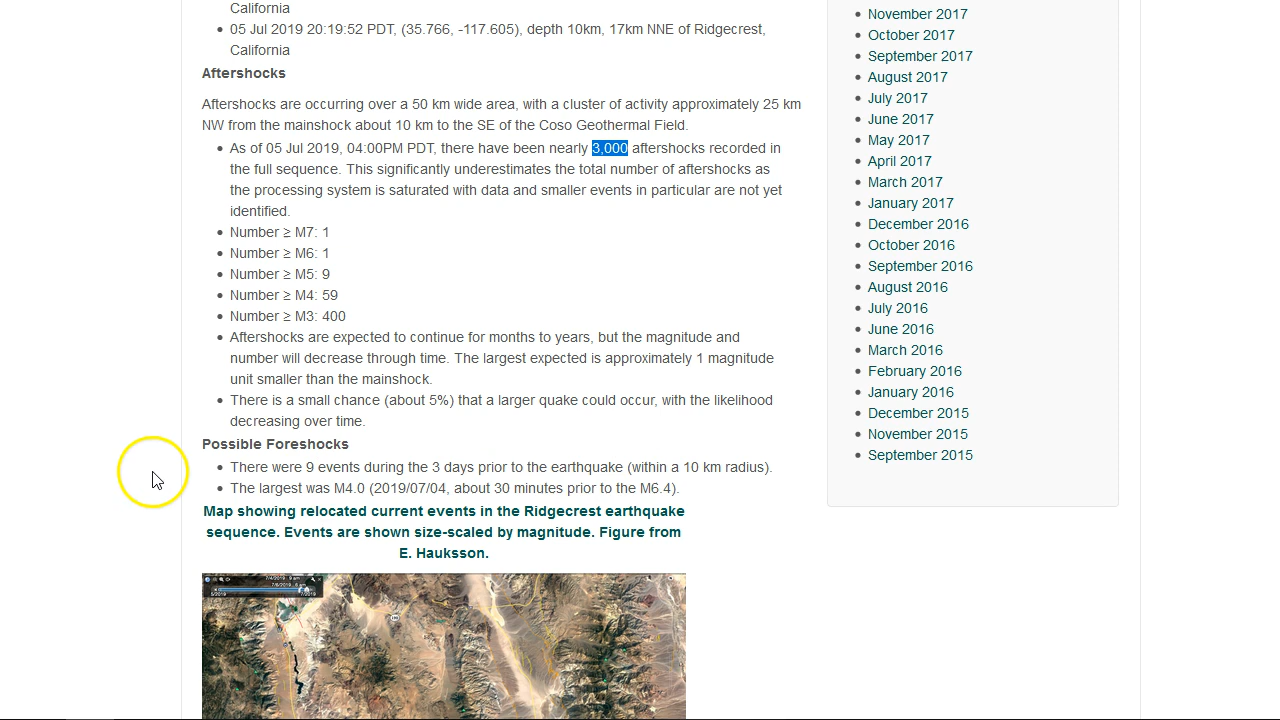 California
05 Jul 2019 20:19:52 PDT, (35.766, -117.605), depth 10km, 17km NNE of Ridgecrest,
California
Aftershocks
Aftershocks are occurring over a 50 km wide area, with a cluster of activity approximately 25 km
NW from the mainshock about 10 km to the SE of the Coso Geothermal Field.
As of 05 Jul 2019, 04:00PM PDT, there have been nearly 3,000 aftershocks recorded in
the full sequence. This significantly underestimates the total number of aftershocks as
the processing system is saturated with data and smaller events in particular are not yet
identified.
Number ≥ M7: 1
Number ≥ M6: 1
Number ≥ M5: 9
Number ≥ M4: 59
Number ≥ M3: 400
Aftershocks are expected to continue for months to years, but the magnitude and
number will decrease through time. The largest expected is approximately 1 magnitude
unit smaller than the mainshock.
There is a small chance (about 5%) that a larger quake could occur, with the likelihood
decreasing over time.
Possible Foreshocks
There were 9 events during the 3 days prior to the earthquake (within a 10 km radius).
The largest was M4.0 (2019/07/04, about 30 minutes prior to the M6.4).
Map showing relocated current events in the Ridgecrest earthquake
sequence. Events are shown size-scaled by magnitude. Figure from
E. Hauksson.
November 2017
October 2017
September 2017
August 2017
July 2017
June 2017
May 2017
April 2017
March 2017
January 2017
December 2016
October 2016
September 2016
August 2016
July 2016
June 2016
March 2016
February 2016
January 2016
December 2015
November 2015
September 2015